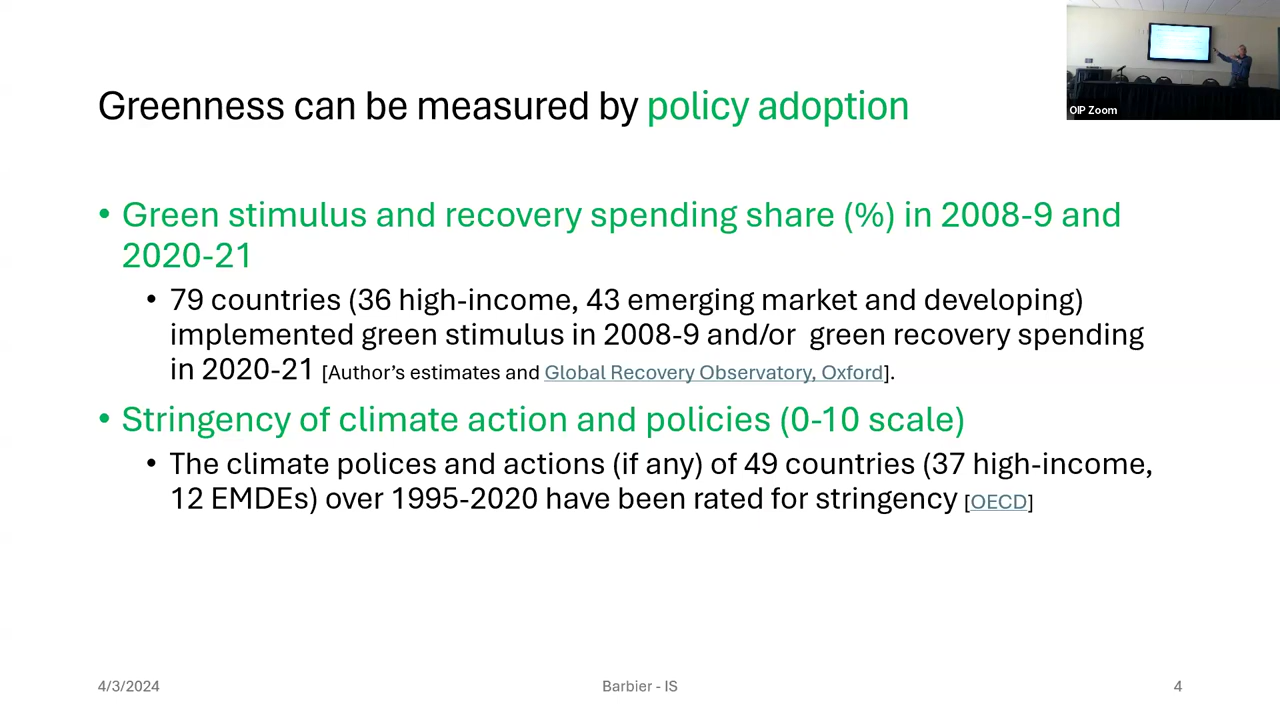 OIP Zoom
Greenness can be measured by policy adoption
• Green stimulus and recovery spending share (%) in 2008-9 and
2020-21
• 79 countries (36 high-income, 43 emerging market and developing)
implemented green stimulus in 2008-9 and/or  green recovery spending
in 2020-21 [Author’s estimates and Global Recovery Observatory, Oxford].
• Stringency of climate action and policies (0-10 scale)
• The climate polices and actions (if any) of 49 countries (37 high-income,
12 EMDEs) over 1995-2020 have been rated for stringency [OECD]
4/3/2024
Barbier - IS
4